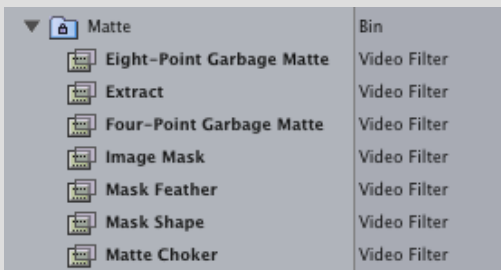 Matte Bin
Eight-Point Garbage Matte Video Filter
Extract Video Filter
Four-Point Garbage Matte Video Filter
Image Mask Video Filter
Mask Feather Video Filter
Mask Shape Video Filter
Matte Choker Video Filter